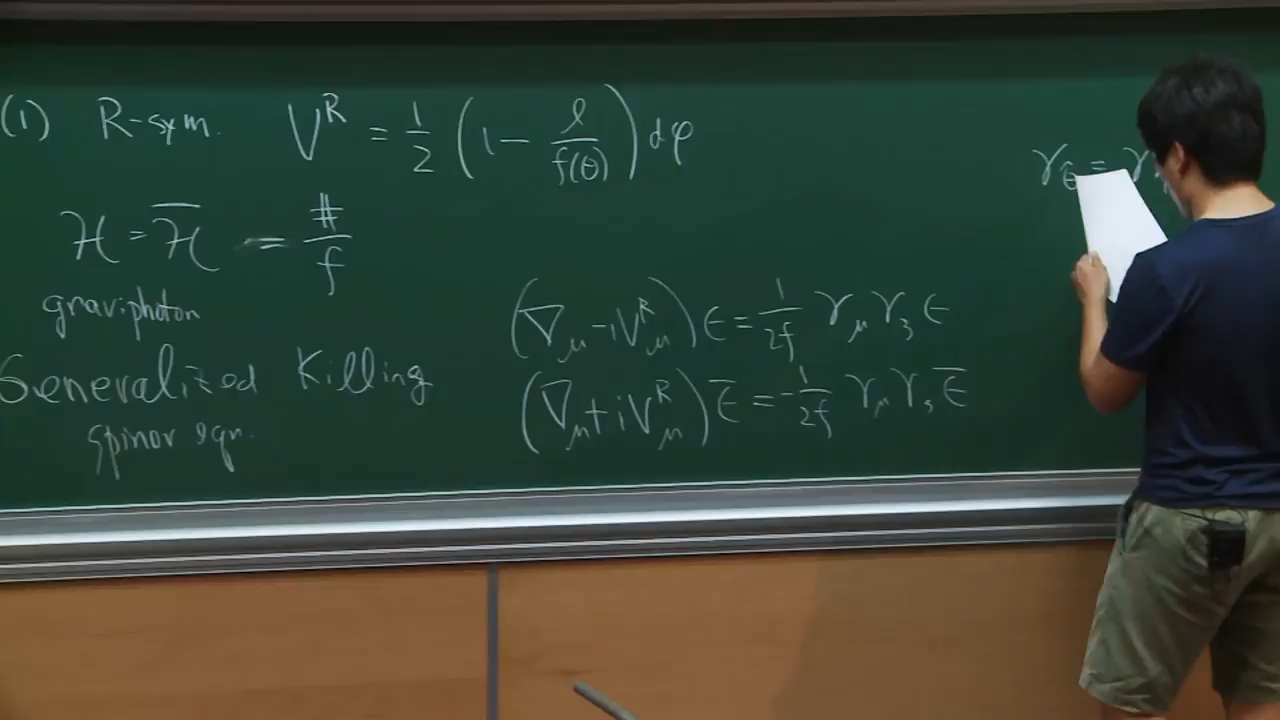 (1) R-sym. V^R = 1/2 (1 - ℓ/f(θ)) dφ
γ_θ̂ = γ
ℋ = ℋ̅ = #/f
graviphoton
(∇_μ - iV^R_μ) ϵ = 1/2f γ_μ γ_3 ϵ
Generalized Killing
(∇_μ + iV^R_μ) ϵ̅ = -1/2f γ_μ γ_3 ϵ̅
spinor eqn.